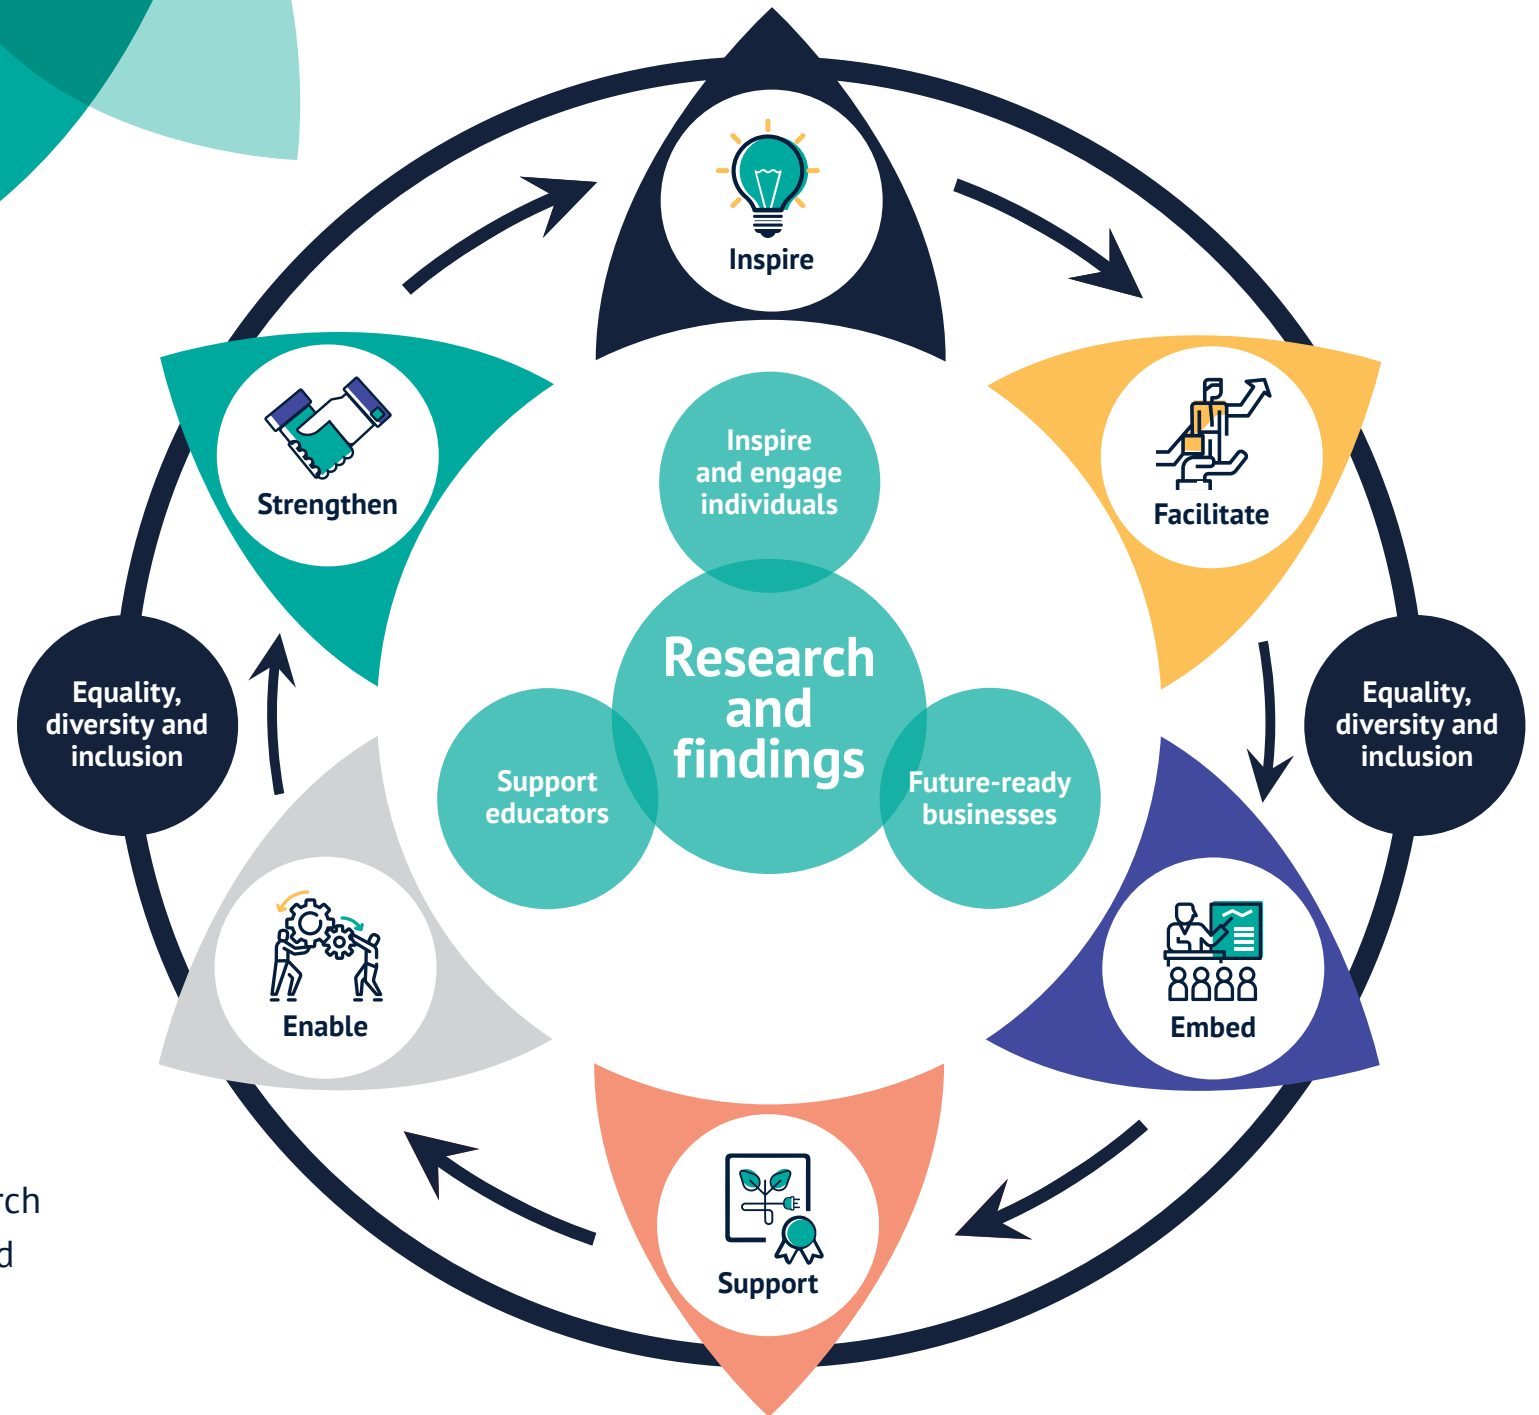 Inspire
Strengthen
Facilitate
Inspire
and engage
individuals
Research
and
findings
Equality,
diversity and
inclusion
Equality,
diversity and
inclusion
Support
educators
Future-ready
businesses
Enable
Embed
Support
rch
d